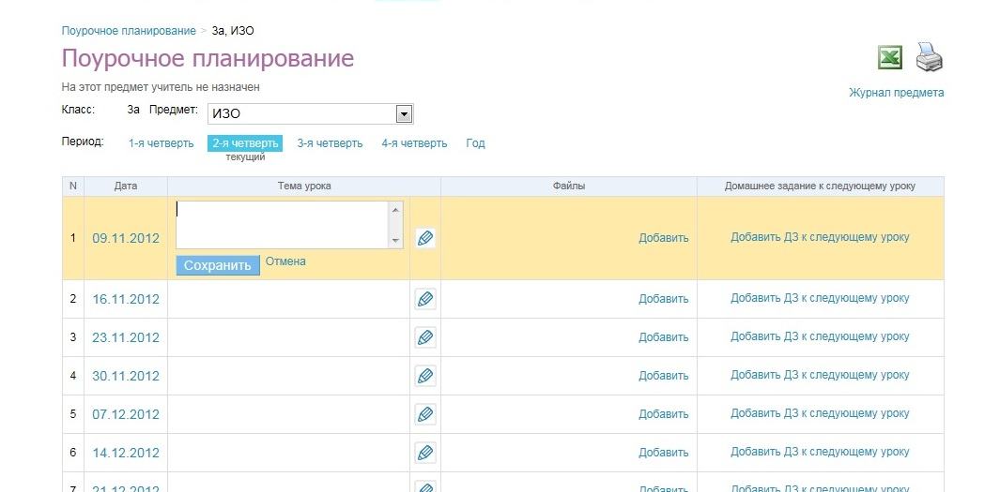 Поурочное планирование > 3а, ИЗО
Поурочное планирование
На этот предмет учитель не назначен
Журнал предмета
Класс: 3а Предмет: ИЗО
Период: 1-я четверть 2-я четверть 3-я четверть 4-я четверть Год
текущий
N Дата Тема урока Файлы Домашнее задание к следующему уроку
1 09.11.2012 Добавить Добавить ДЗ к следующему уроку
Сохранить Отмена
2 16.11.2012 Добавить Добавить ДЗ к следующему уроку
3 23.11.2012 Добавить Добавить ДЗ к следующему уроку
4 30.11.2012 Добавить Добавить ДЗ к следующему уроку
5 07.12.2012 Добавить Добавить ДЗ к следующему уроку
6 14.12.2012 Добавить Добавить ДЗ к следующему уроку
7 21.12.2012 Добавить Добавить ДЗ к следующему уроку